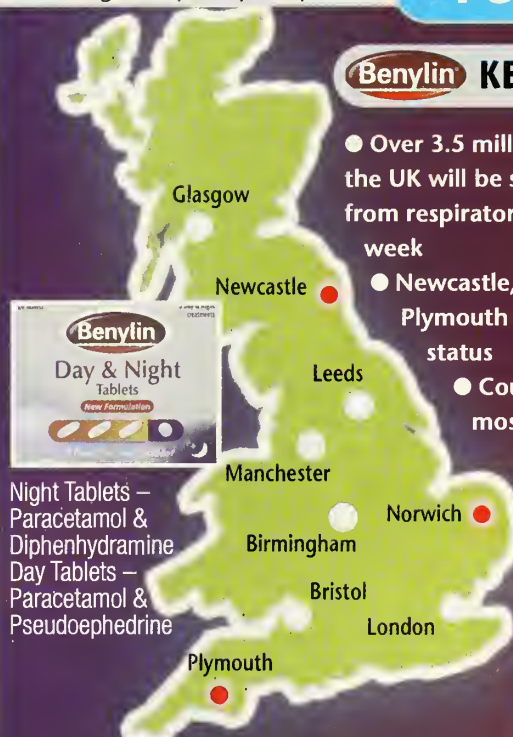 Benylin
● Over 3.5 mill
the UK will be s
from respirator
week
● Newcastle,
Plymouth
status
● Cou
mos
Glasgow
Newcastle
Leeds
Manchester
Norwich
Birmingham
Bristol
London
Plymouth
Benylin
Day & Night
Tablets
New Formulation
Night Tablets –
Paracetamol &
Diphenhydramine
Day Tablets –
Paracetamol &
Pseudoephedrine